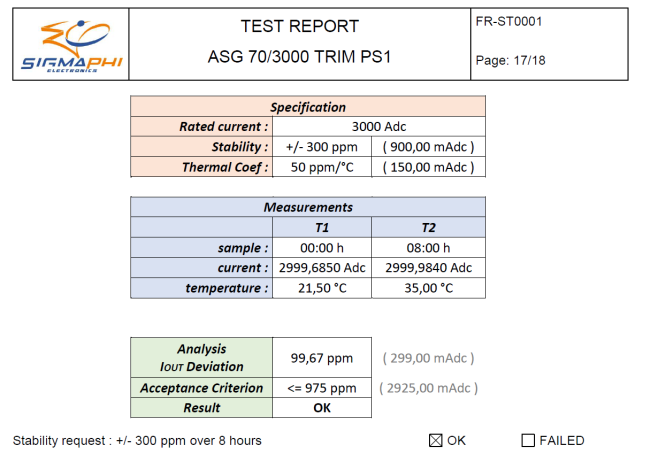 SIGMAPHI
ELECTRONICS
TEST REPORT
ASG 70/3000 TRIM PS1
FR-ST0001
Page: 17/18
Specification
Rated current : 3000 Adc
Stability : +/- 300 ppm ( 900,00 mAdc )
Thermal Coef : 50 ppm/°C ( 150,00 mAdc )
Measurements
T1 T2
sample : 00:00 h 08:00 h
current : 2999,6850 Adc 2999,9840 Adc
temperature : 21,50 °C 35,00 °C
Analysis
IOUT Deviation 99,67 ppm ( 299,00 mAdc )
Acceptance Criterion <= 975 ppm ( 2925,00 mAdc )
Result OK
Stability request : +/- 300 ppm over 8 hours ☒ OK ☐ FAILED